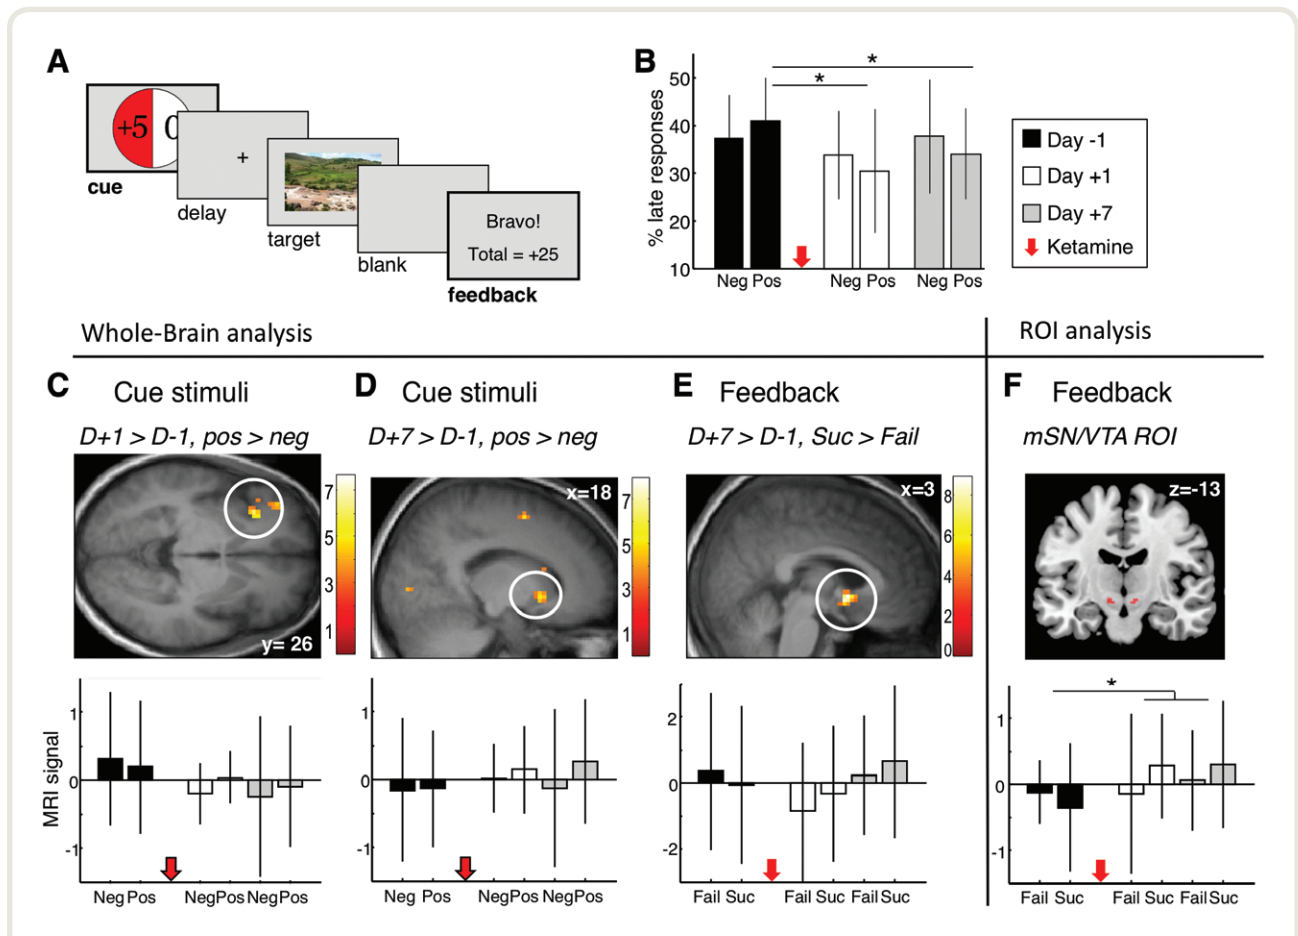 A
+5 0
cue
+
delay
target
blank
Bravo!
Total = +25
feedback
B
% late responses
50
40
30
20
10
*
*
Neg Pos
Neg Pos
Neg Pos
Day -1
Day +1
Day +7
Ketamine
Whole-Brain analysis
ROI analysis
C
Cue stimuli
D+1 > D-1, pos > neg
y= 26
7
5
3
1
MRI signal
1
0
-1
Neg Pos
NegPos
NegPos
D
Cue stimuli
D+7 > D-1, pos > neg
x=18
7
5
3
1
1
0
-1
Neg Pos
NegPos
NegPos
E
Feedback
D+7 > D-1, Suc > Fail
x=3
8
6
4
2
0
2
0
-2
Fail Suc
Fail Suc
Fail Suc
F
Feedback
mSN/VTA ROI
z=-13
*
1
0
-1
Fail Suc
Fail Suc
Fail Suc